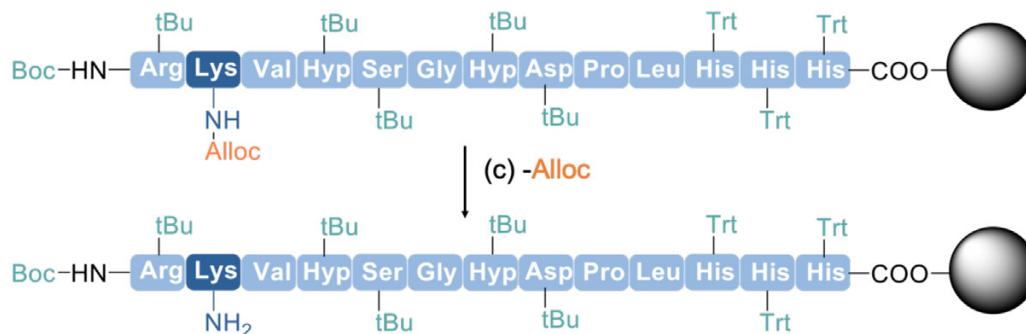 tBu tBu tBu Trt Trt
Boc-HN Arg Lys Val Hyp Ser Gly Hyp Asp Pro Leu His His His COO
NH tBu tBu Trt
Alloc
(c) -Alloc
tBu tBu tBu Trt Trt
Boc-HN Arg Lys Val Hyp Ser Gly Hyp Asp Pro Leu His His His COO
NH₂ tBu tBu Trt